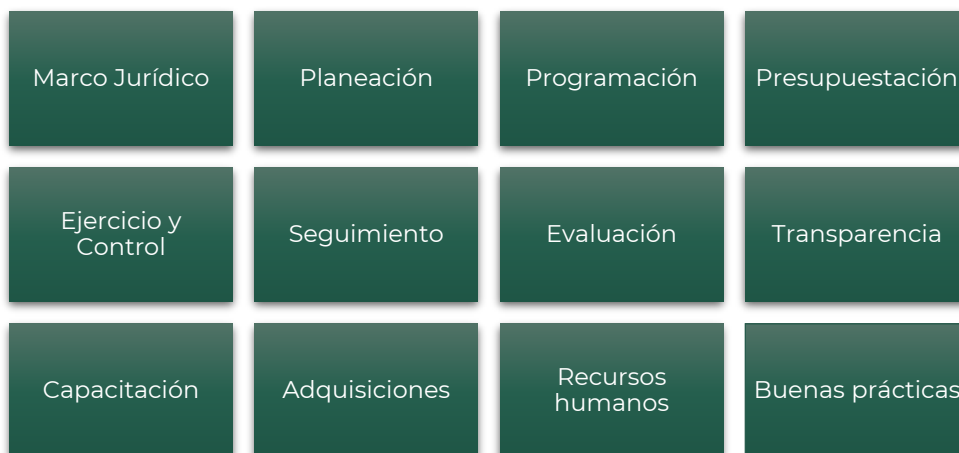 Marco Jurídico
Planeación
Programación
Presupuestación
Ejercicio y
Control
Seguimiento
Evaluación
Transparencia
Capacitación
Adquisiciones
Recursos
humanos
Buenas prácticas